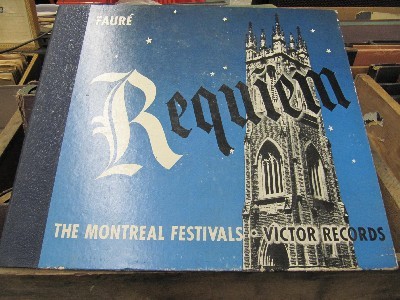 FAURÉ
Requiem
THE MONTREAL FESTIVALS • VICTOR RECORDS